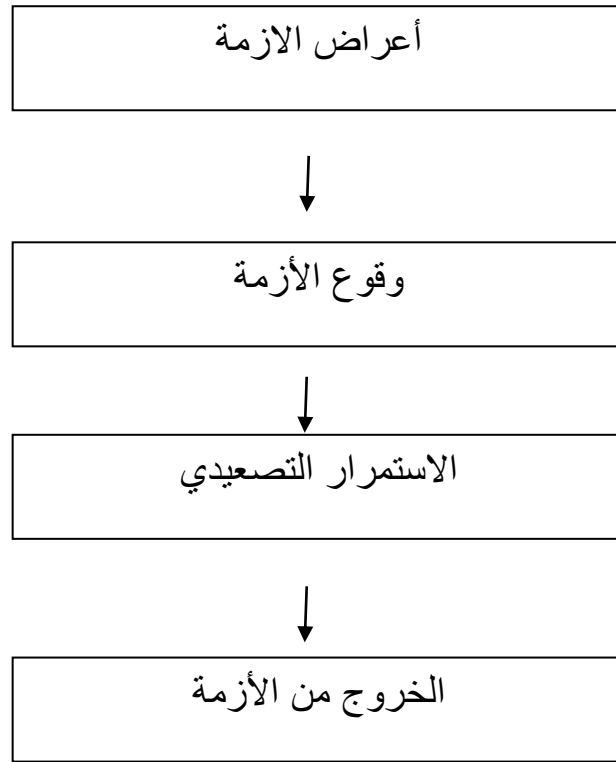 أعراض الازمة
وقوع الأزمة
الاستمرار التصعيدي
الخروج من الأزمة